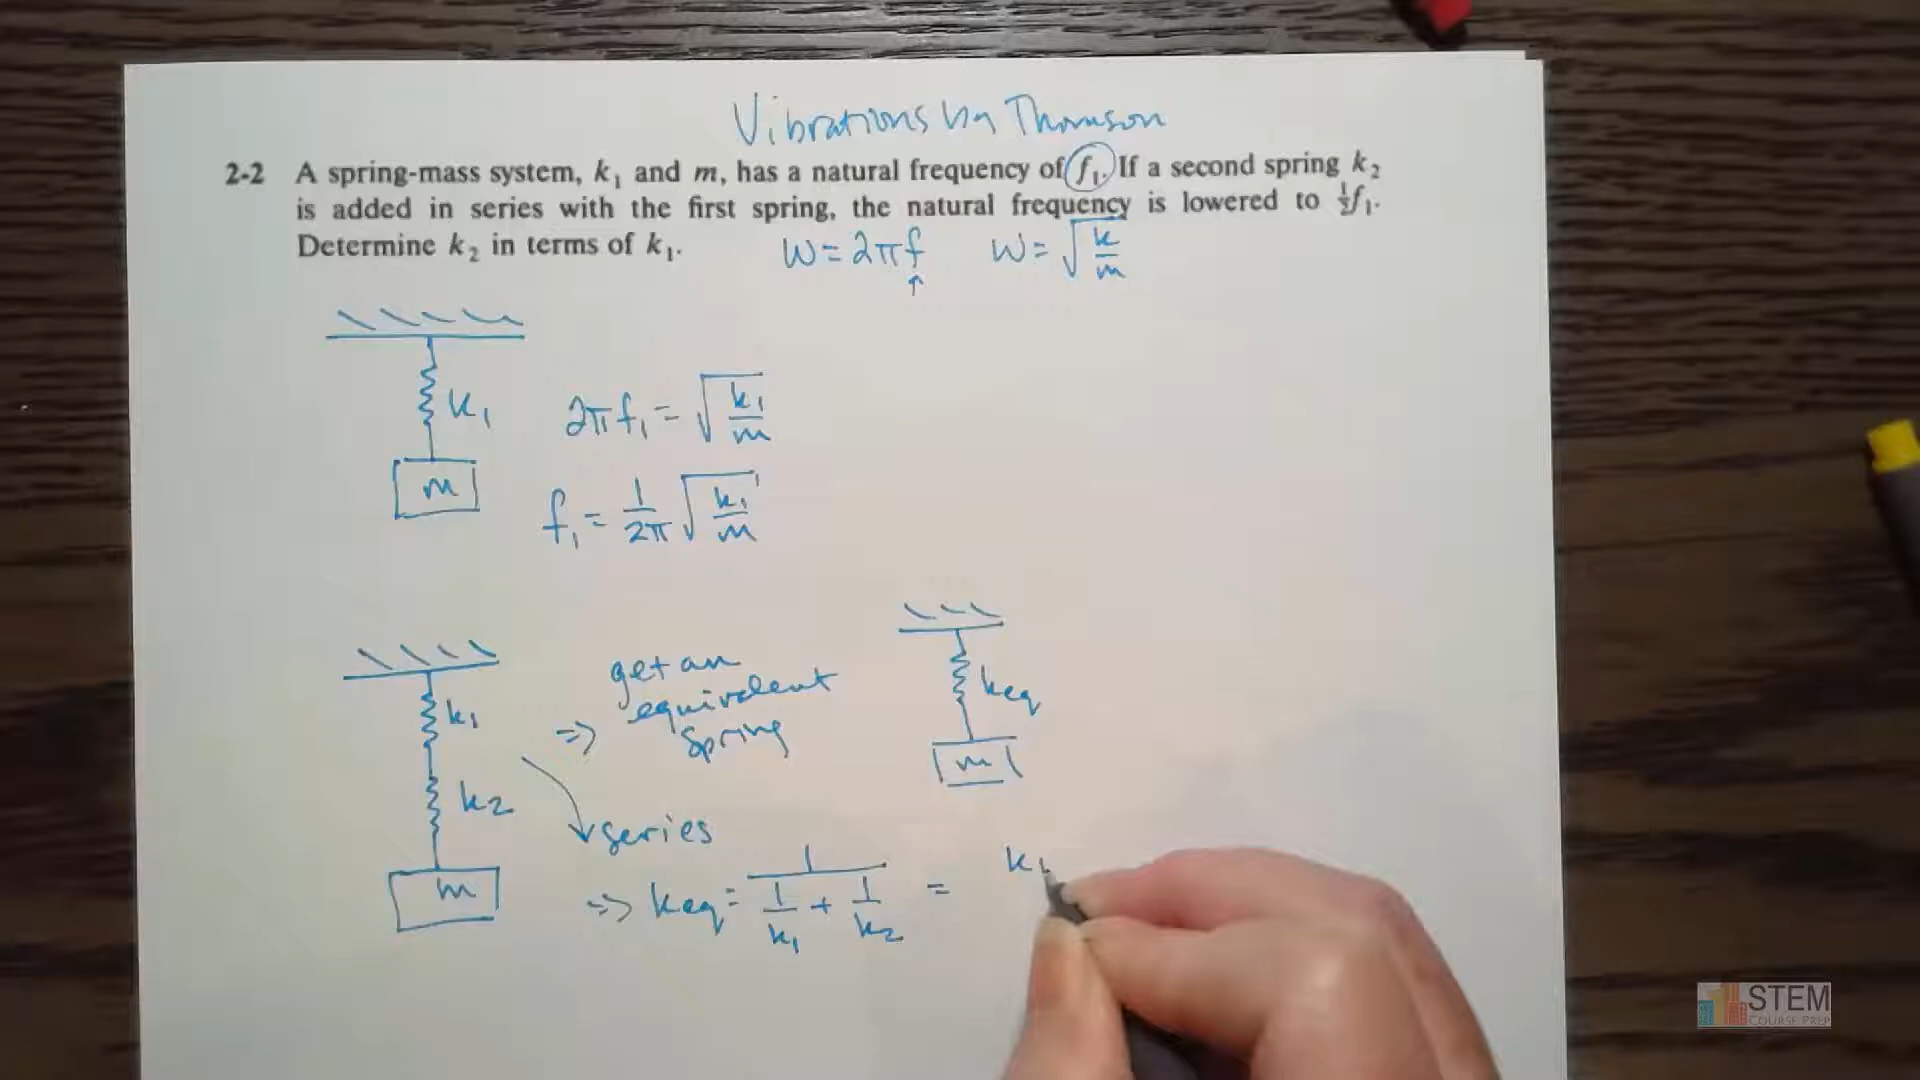 Vibrations by Thomson
2-2 A spring-mass system, k₁ and m, has a natural frequency of f₁. If a second spring k₂
is added in series with the first spring, the natural frequency is lowered to ½f₁.
Determine k₂ in terms of k₁.
W = 2πf W = √(k/m)
↑
k₁
m
2πf₁ = √(k₁/m)
f₁ = 1/2π √(k₁/m)
k₁
k₂
m
⇒ get an
equivalent
spring
keq
m
series
⇒ keq = 1/(1/k₁ + 1/k₂) = k₁
STEM
COURSE PREP